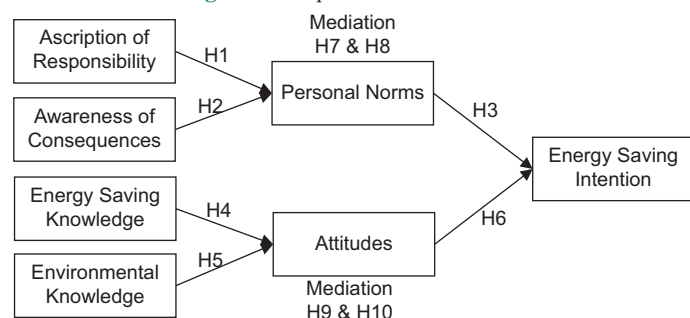 Mediation
H7 & H8
Ascription of
Responsibility
H1
Personal Norms
H2
Awareness of
Consequences
H3
Energy Saving
Intention
Energy Saving
Knowledge
H4
Attitudes
H6
H5
Environmental
Knowledge
Mediation
H9 & H10